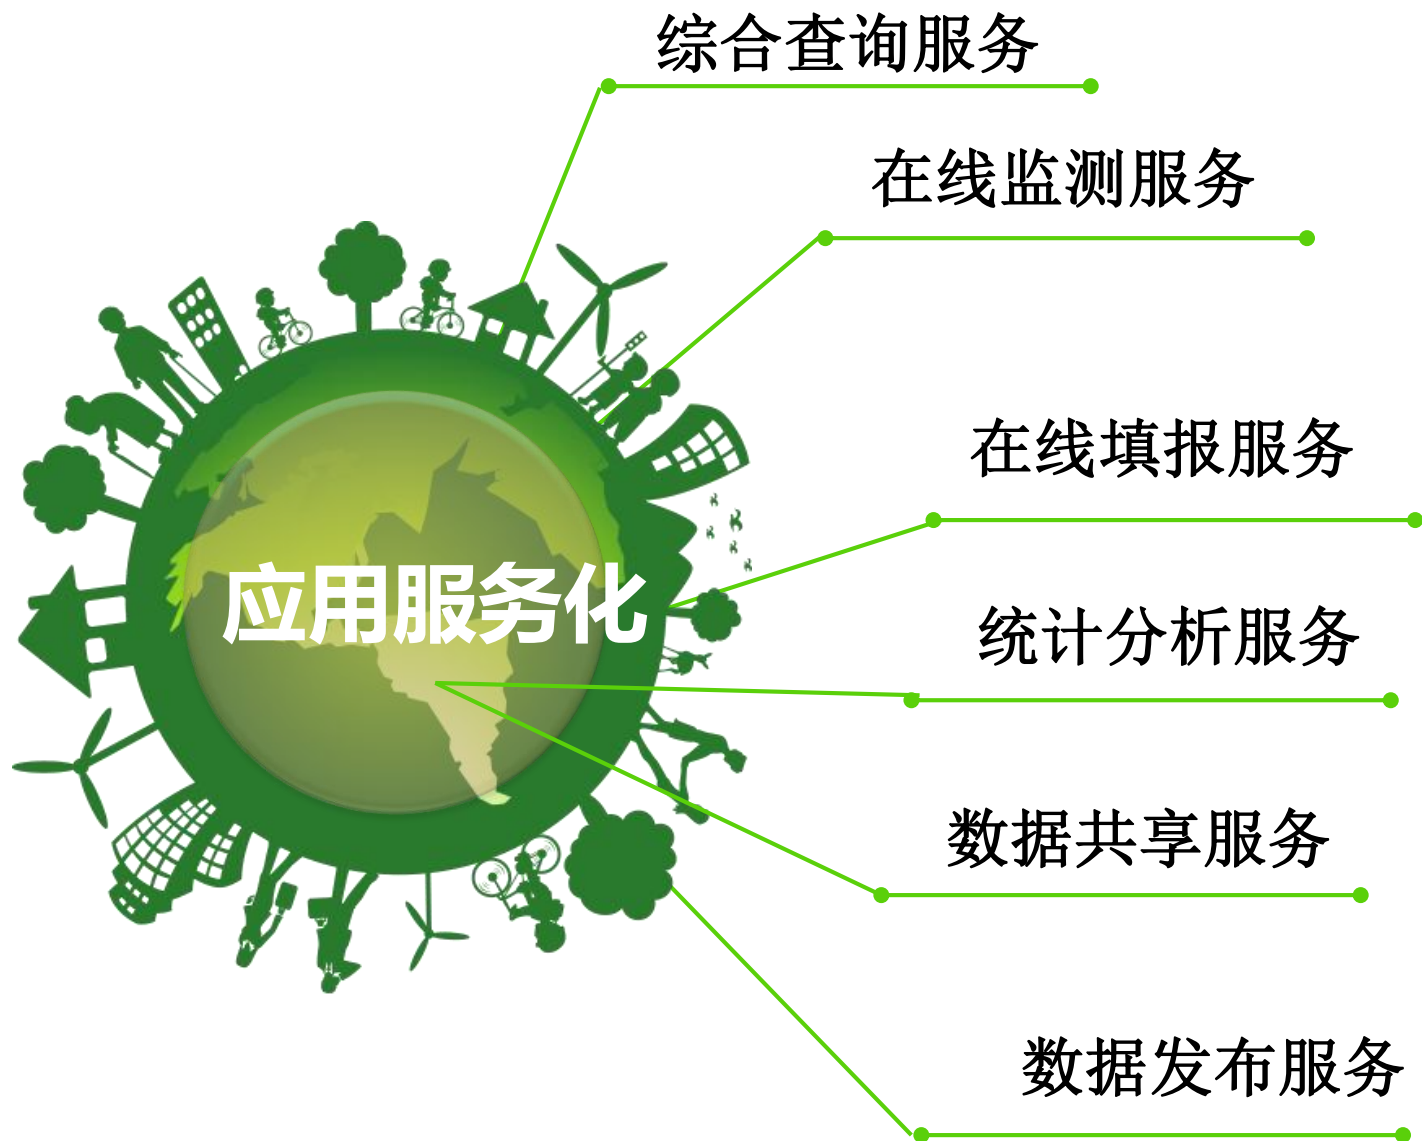 综合查询服务
在线监测服务
在线填报服务
应用服务化
统计分析服务
数据共享服务
数据发布服务